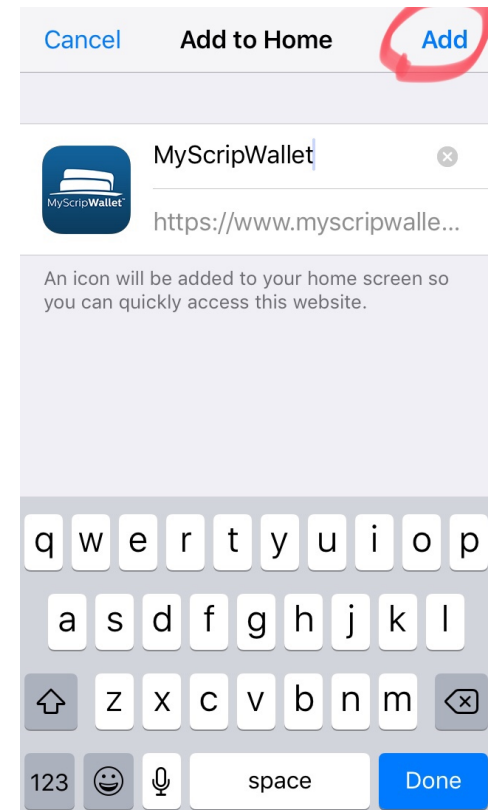 Cancel Add to Home Add
MyScripWallet
MyScripWallet
https://www.myscripwalle...
An icon will be added to your home screen so
you can quickly access this website.
q w e r t y u i o p
a s d f g h j k l
z x c v b n m
123 space Done